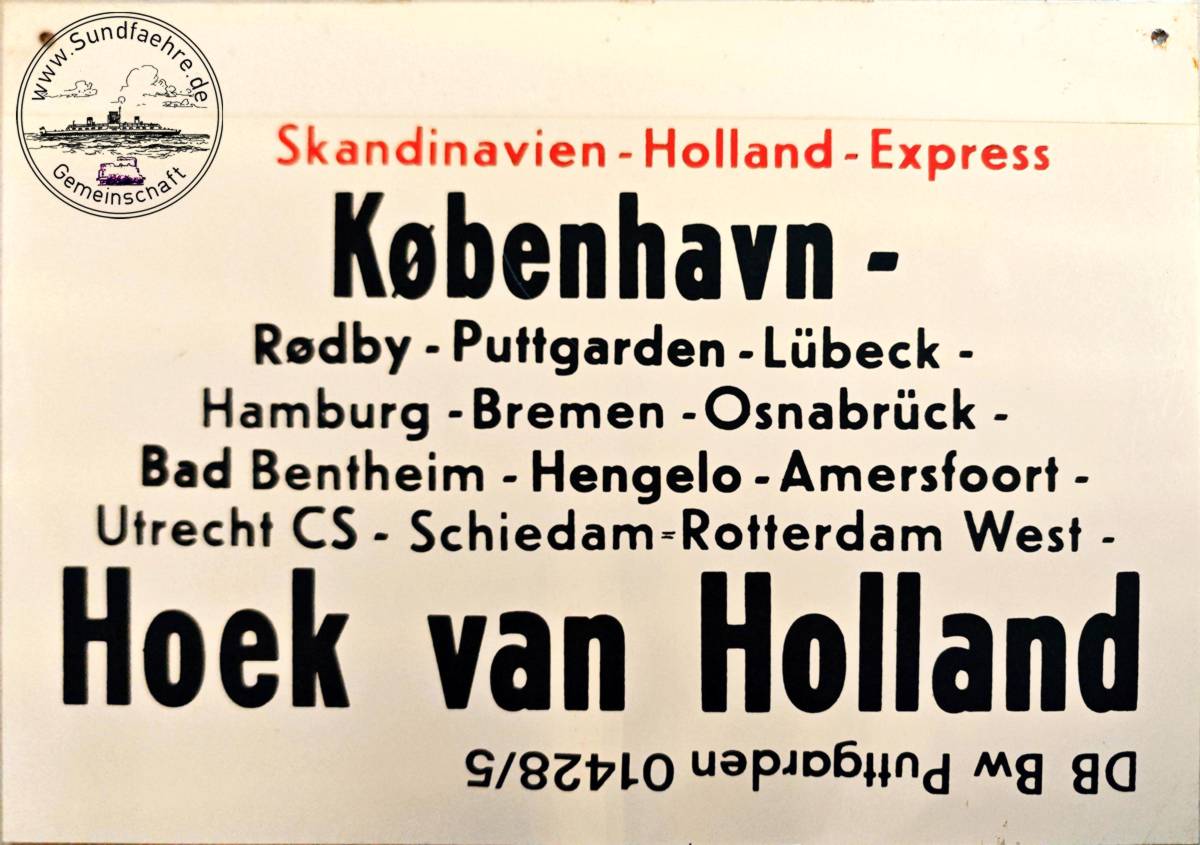 www.Sundfaehre.de
Gemeinschaft
Skandinavien - Holland - Express
København -
Rødby - Puttgarden - Lübeck -
Hamburg - Bremen - Osnabrück -
Bad Bentheim - Hengelo - Amersfoort -
Utrecht CS - Schiedam=Rotterdam West -
Hoek van Holland
DB Bw Puttgarden 01428/5